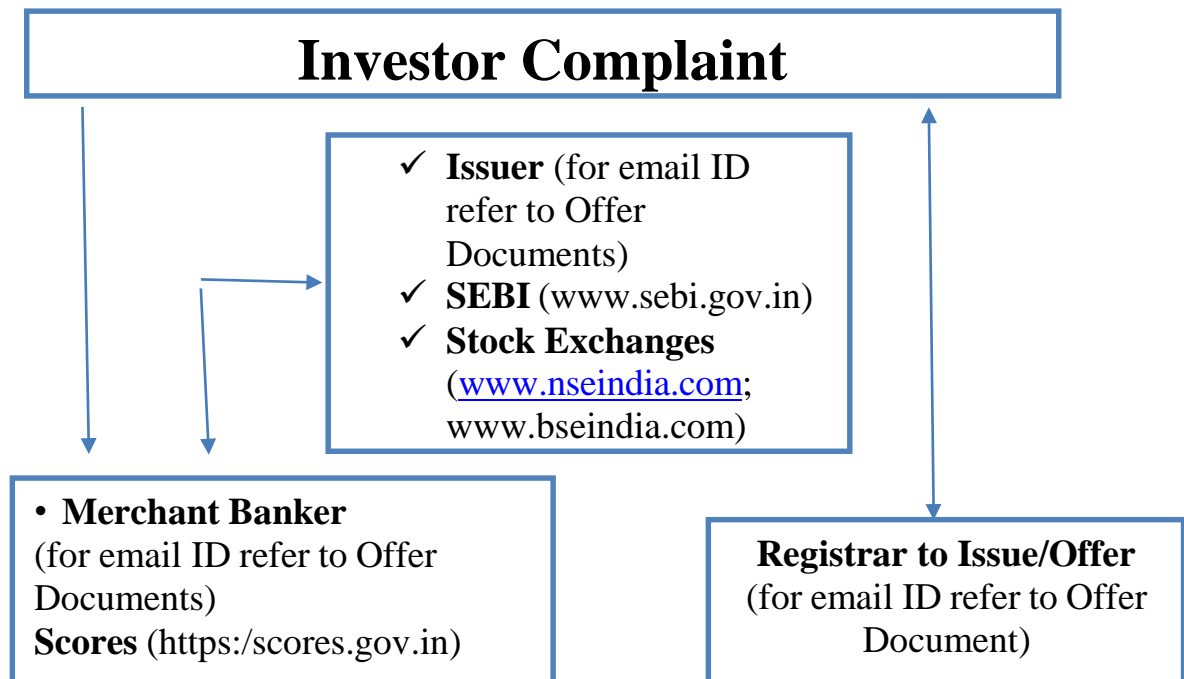 Investor Complaint
✓ Issuer (for email ID
refer to Offer
Documents)
✓ SEBI (www.sebi.gov.in)
✓ Stock Exchanges
(www.nseindia.com;
www.bseindia.com)
• Merchant Banker
(for email ID refer to Offer
Documents)
Scores (https:/scores.gov.in)
Registrar to Issue/Offer
(for email ID refer to Offer
Document)